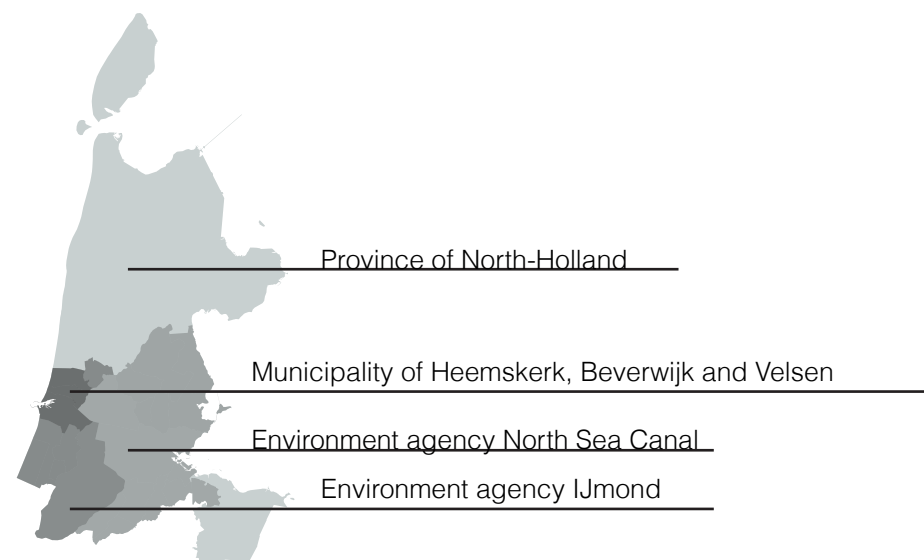 Province of North-Holland
Municipality of Heemskerk, Beverwijk and Velsen
Environment agency North Sea Canal
Environment agency IJmond